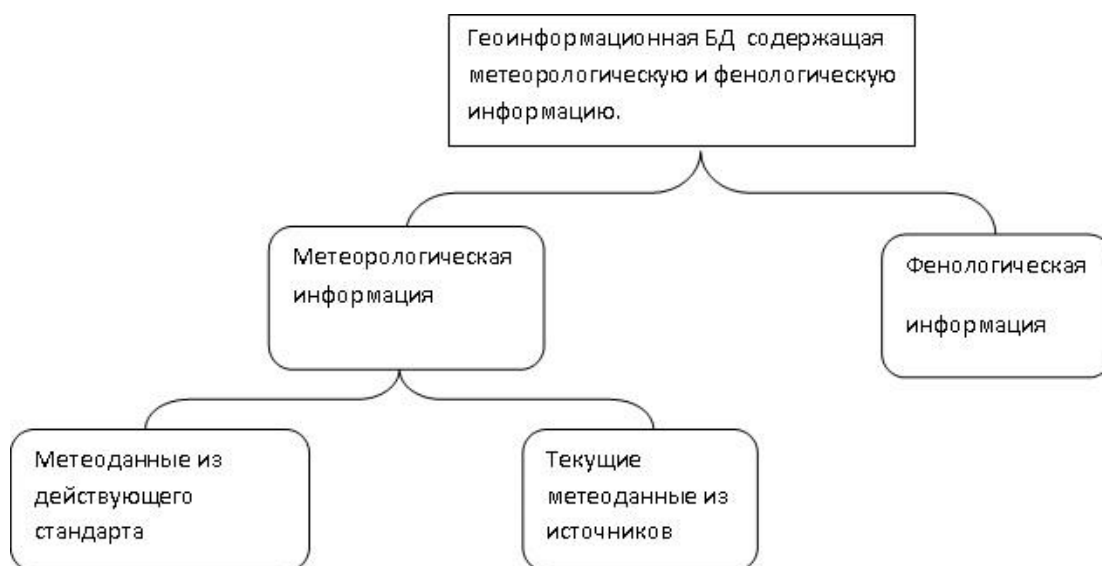 Геоинформационная БД содержащая
метеорологическую и фенологическую
информацию.
Метеорологическая
информация
Фенологическая
информация
Метеоданные из
действующего
стандарта
Текущие
метеоданные из
источников